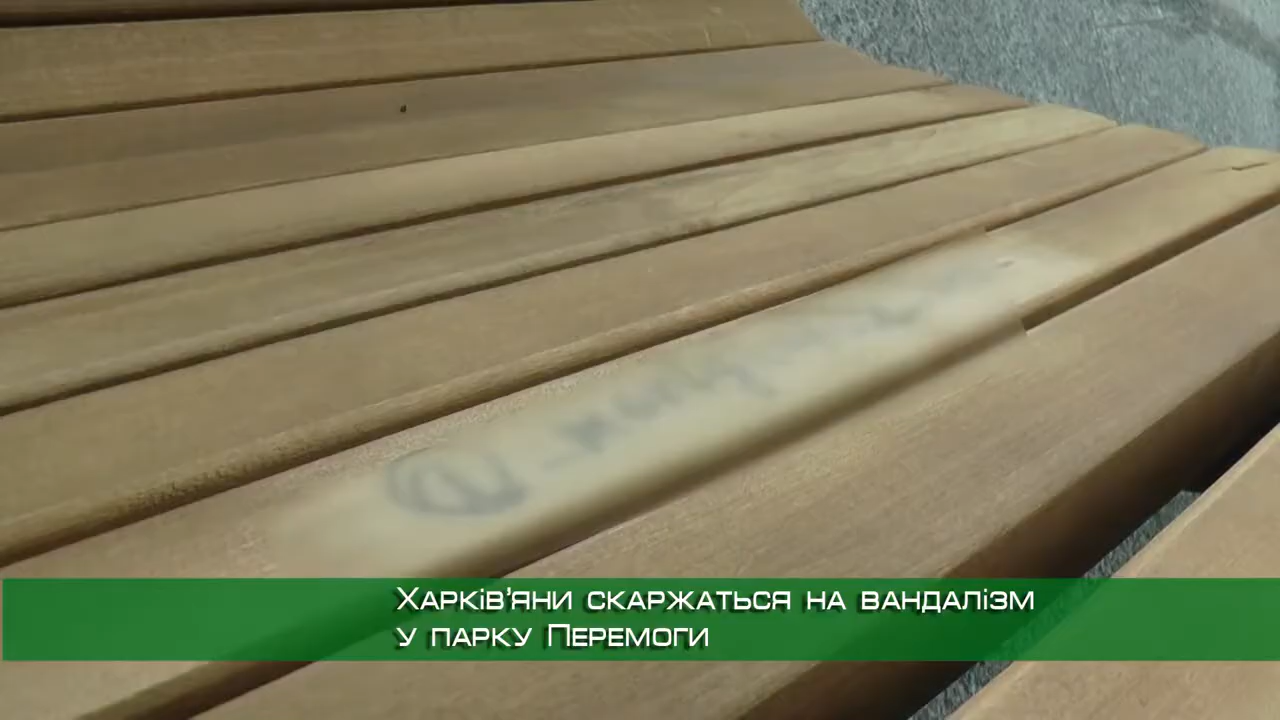 Харків'яни скаржаться на вандалізм
у парку Перемоги